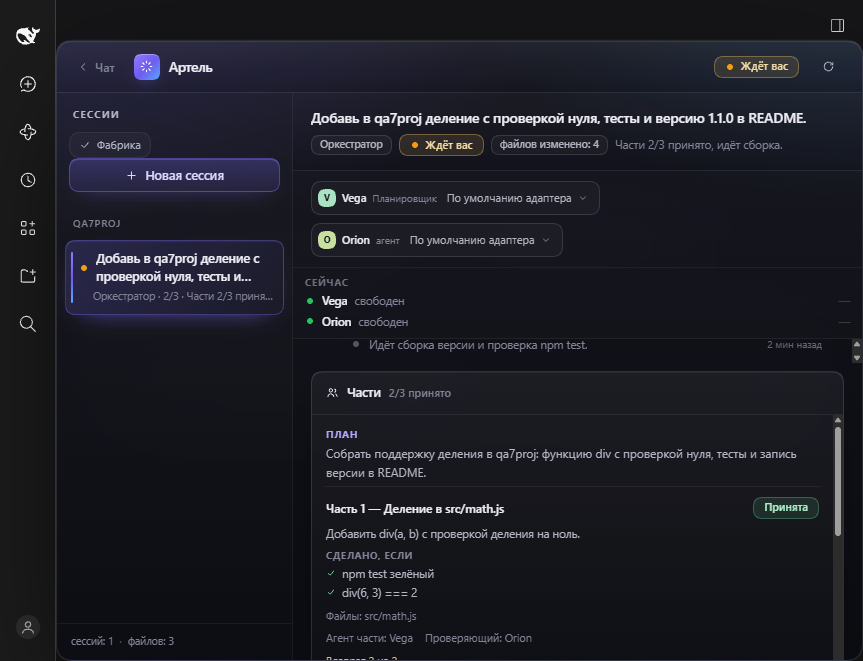 Чат
Артель
Ждёт вас
СЕССИИ
Фабрика
+ Новая сессия
QA7PROJ
Добавь в qa7proj деление с
проверкой нуля, тесты и...
Оркестратор · 2/3 · Части 2/3 приня...
сессий: 1 · файлов: 3
Добавь в qa7proj деление с проверкой нуля, тесты и версию 1.1.0 в README.
Оркестратор
Ждёт вас
файлов изменено: 4
Части 2/3 принято, идёт сборка.
V Vega Планировщик По умолчанию адаптера
O Orion агент По умолчанию адаптера
СЕЙЧАС
Vega свободен —
Orion свободен —
Идёт сборка версии и проверка npm test. 2 мин назад
Части 2/3 принято
ПЛАН
Собрать поддержку деления в qa7proj: функцию div с проверкой нуля, тесты и запись
версии в README.
Часть 1 — Деление в src/math.js Принята
Добавить div(a, b) с проверкой деления на ноль.
СДЕЛАНО, ЕСЛИ
npm test зелёный
div(6, 3) === 2
Файлы: src/math.js
Агент части: Vega Проверяющий: Orion